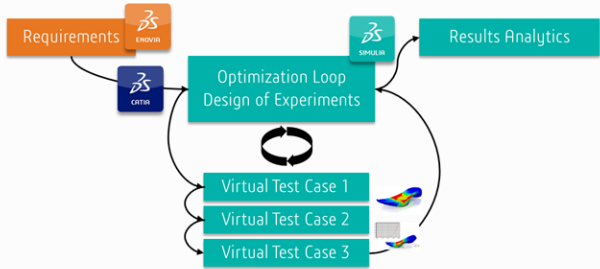 Requirements
ENOVIA
CATIA
Optimization Loop
Design of Experiments
SIMULIA
Results Analytics
Virtual Test Case 1
Virtual Test Case 2
Virtual Test Case 3